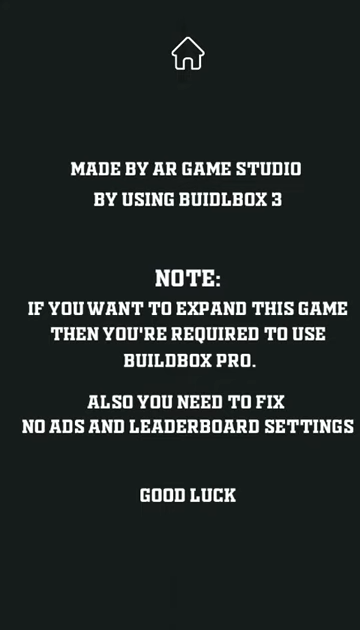 MADE BY AR GAME STUDIO
BY USING BUIDLBOX 3
NOTE:
IF YOU WANT TO EXPAND THIS GAME
THEN YOU'RE REQUIRED TO USE
BUILDBOX PRO.
ALSO YOU NEED TO FIX
NO ADS AND LEADERBOARD SETTINGS
GOOD LUCK